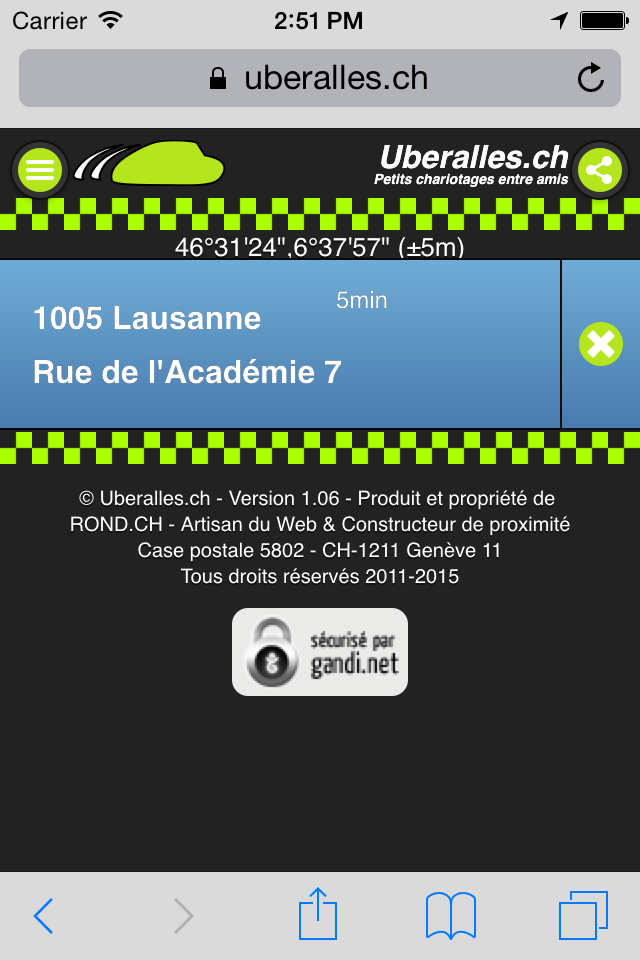 Carrier 2:51 PM
uberalles.ch
Uberalles.ch
Petits chariotages entre amis
46°31'24",6°37'57" (±5m)
5min
1005 Lausanne
Rue de l'Académie 7
© Uberalles.ch - Version 1.06 - Produit et propriété de
ROND.CH - Artisan du Web & Constructeur de proximité
Case postale 5802 - CH-1211 Genève 11
Tous droits réservés 2011-2015
sécurisé par
gandi.net